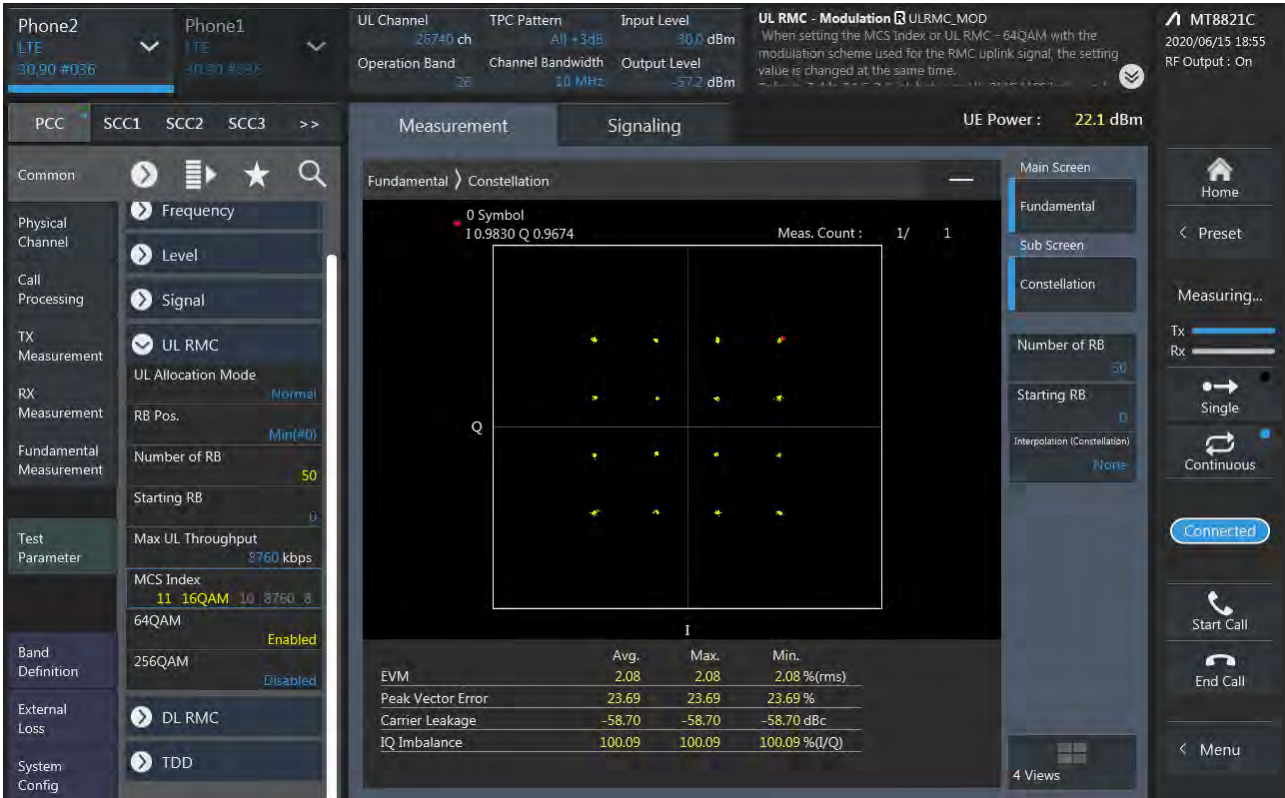 Phone2
LTE
30.90 #036
Phone1
LTE
30.90 #036
UL Channel
26740 ch
Operation Band
26
TPC Pattern
All +3dB
Channel Bandwidth
10 MHz
Input Level
30.0 dBm
Output Level
-57.2 dBm
UL RMC - Modulation R ULRMC_MOD
When setting the MCS Index or UL RMC - 64QAM with the
modulation scheme used for the RMC uplink signal, the setting
value is changed at the same time.
MT8821C
2020/06/15 18:55
RF Output : On
PCC SCC1 SCC2 SCC3 >>
Measurement
Signaling
UE Power : 22.1 dBm
Common
Physical
Channel
Call
Processing
TX
Measurement
RX
Measurement
Fundamental
Measurement
Test
Parameter
Band
Definition
External
Loss
System
Config
Frequency
Level
Signal
UL RMC
UL Allocation Mode
Normal
RB Pos.
Min(#0)
Number of RB
50
Starting RB
0
Max UL Throughput
8760 kbps
MCS Index
11 16QAM 10 8760 8
64QAM
Enabled
256QAM
Disabled
DL RMC
TDD
Fundamental > Constellation
0 Symbol
I 0.9830 Q 0.9674
Meas. Count : 1/ 1
Q
I
Avg. Max. Min.
EVM 2.08 2.08 2.08 %(rms)
Peak Vector Error 23.69 23.69 23.69 %
Carrier Leakage -58.70 -58.70 -58.70 dBc
IQ Imbalance 100.09 100.09 100.09 %(I/Q)
Main Screen
Fundamental
Sub Screen
Constellation
Number of RB
50
Starting RB
0
Interpolation (Constellation)
None
4 Views
Home
< Preset
Measuring...
Tx
Rx
Single
Continuous
Connected
Start Call
End Call
< Menu